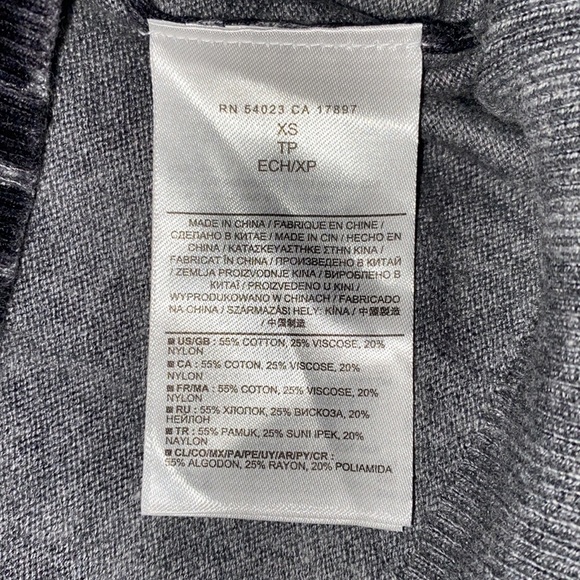 RN 54023 CA 17897
XS
TP
ECH/XP
MADE IN CHINA / FABRIQUE EN CHINE /
СДЕЛАНО В КИТАЕ / MADE IN CIN / HECHO EN
CHINA / ΚΑΤΑΣΚΕΥΑΣΤΗΚΕ ΣΤΗΝ ΚΙΝΑ /
FABRICAT ÎN CHINA / ПРОИЗВЕДЕНО В КИТАЙ
/ ZEMLJA PROIZVODNJE KINA / ВИРОБЛЕНО В
КИТАЇ / PROIZVEDENO U KINI /
WYPRODUKOWANO W CHINACH / FABRICADO
NA CHINA / SZÁRMAZÁSI HELY: KÍNA / 中國製
造 / 中国制造
US/GB : 55% COTTON, 25% VISCOSE, 20%
NYLON
CA : 55% COTON, 25% VISCOSE, 20%
NYLON
FR/MA : 55% COTON, 25% VISCOSE, 20%
NYLON
RU : 55% ХЛОПОК, 25% ВИСКОЗА, 20%
НЕЙЛОН
TR : 55% PAMUK, 25% SUNI IPEK, 20%
NAYLON
CL/CO/MX/PA/PE/UY/AR/PY/CR :
55% ALGODON, 25% RAYON, 20% POLIAMIDA